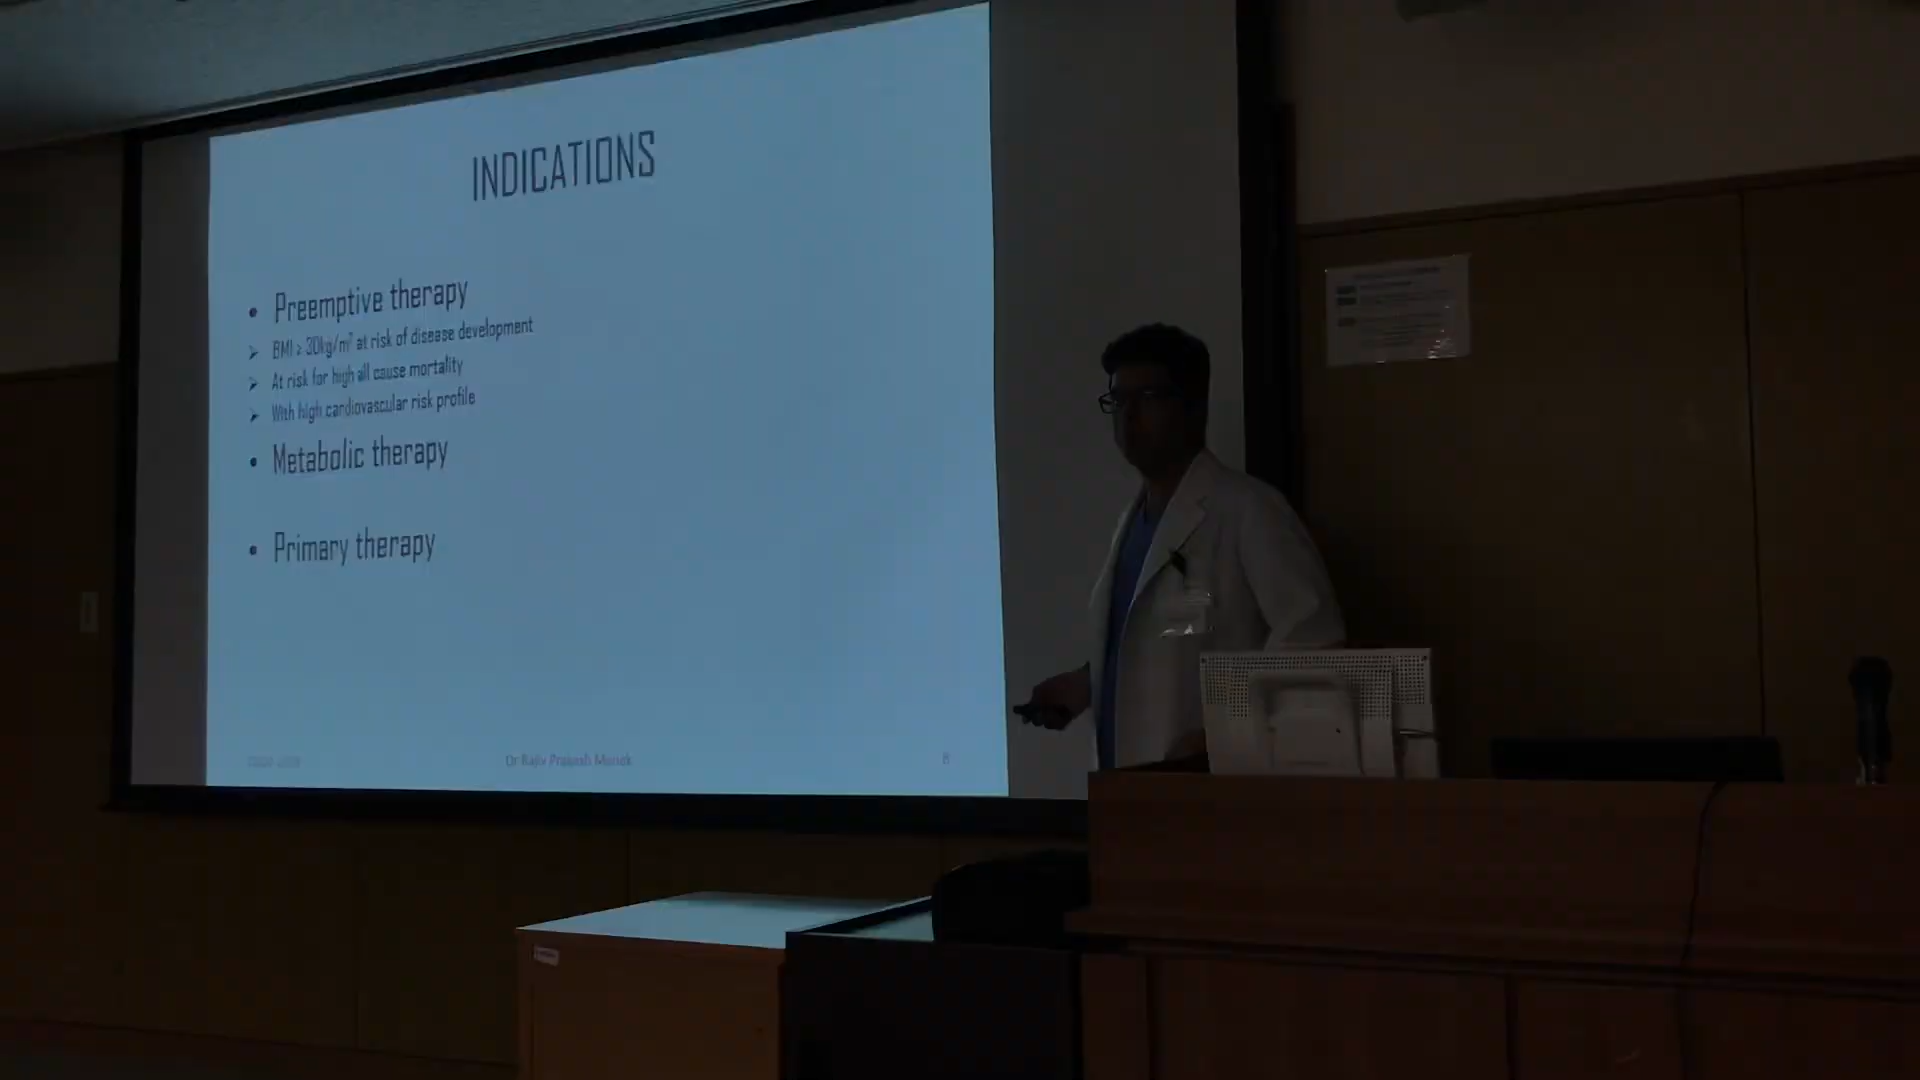 INDICATIONS
• Preemptive therapy
➢ BMI ≥ 30kg/m² at risk of disease development
➢ At risk for high all cause mortality
➢ With high cardiovascular risk profile
• Metabolic therapy
• Primary therapy
Dr Rajiv Prakash
8